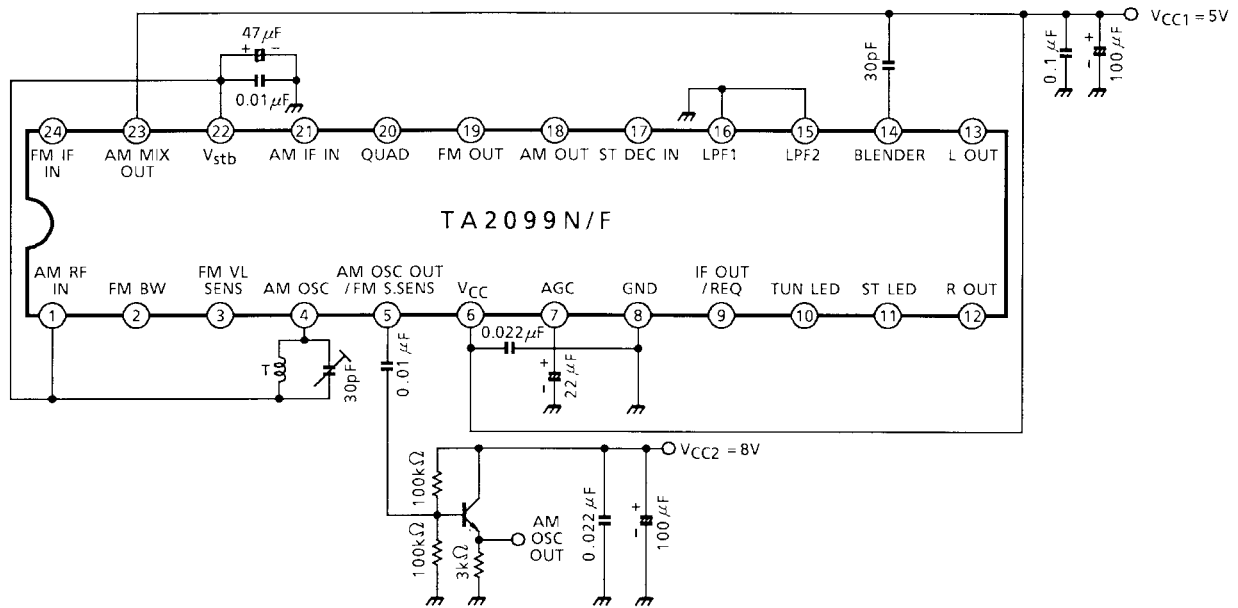 VCC1 = 5V
47μF
+ −
0.01μF
30pF
0.1μF
− +
100μF
24 23 22 21 20 19 18 17 16 15 14 13
FM IF IN
AM MIX OUT
Vstb
AM IF IN
QUAD
FM OUT
AM OUT
ST DEC IN
LPF1
LPF2
BLENDER
L OUT
TA2099N/F
AM RF IN
FM BW
FM VL SENS
AM OSC
AM OSC OUT /FM S.SENS
VCC
AGC
GND
IF OUT /REQ
TUN LED
ST LED
R OUT
1 2 3 4 5 6 7 8 9 10 11 12
T
30pF
0.01μF
0.022μF
− +
22μF
VCC2 = 8V
100kΩ
100kΩ
3kΩ
AM OSC OUT
0.022μF
− +
100μF